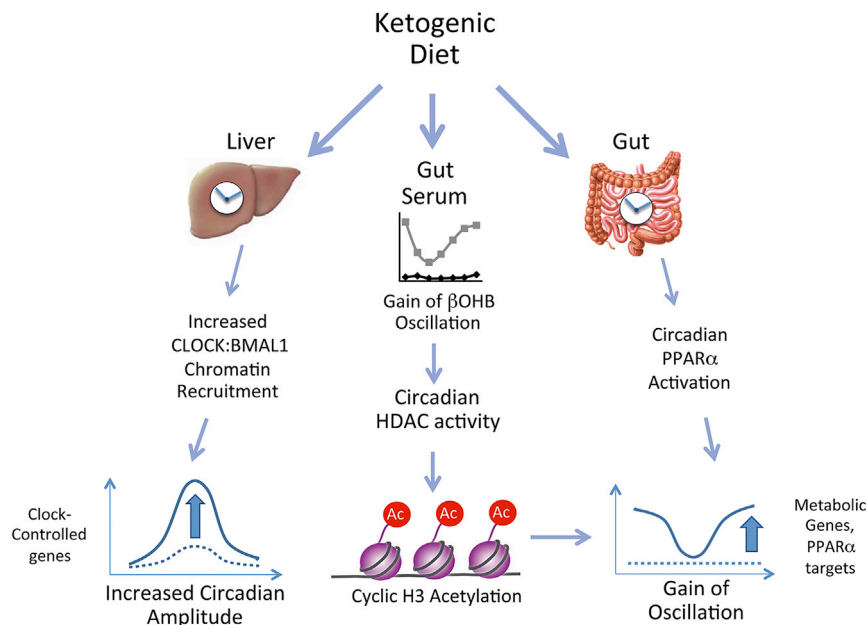 Ketogenic
Diet
Liver
Gut
Serum
Gut
Gain of βOHB
Oscillation
Increased
CLOCK:BMAL1
Chromatin
Recruitment
Circadian
PPARα
Activation
Circadian
HDAC activity
Clock-
Controlled
genes
Increased Circadian
Amplitude
Ac
Ac
Ac
Cyclic H3 Acetylation
Gain of
Oscillation
Metabolic
Genes,
PPARα
targets